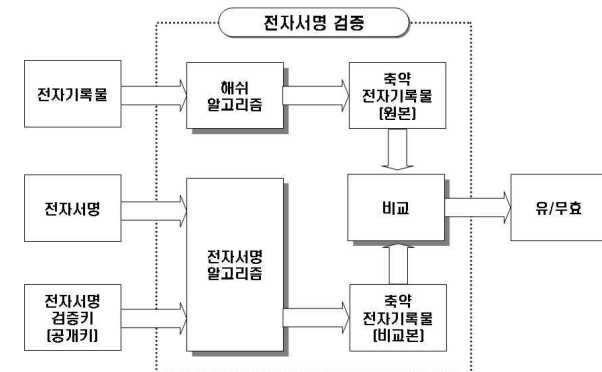 전자서명 검증
전자기록물
해쉬
알고리즘
축약
전자기록물
(원본)
전자서명
전자서명
알고리즘
비교
유/무효
전자서명
검증키
(공개키)
축약
전자기록물
(비교본)